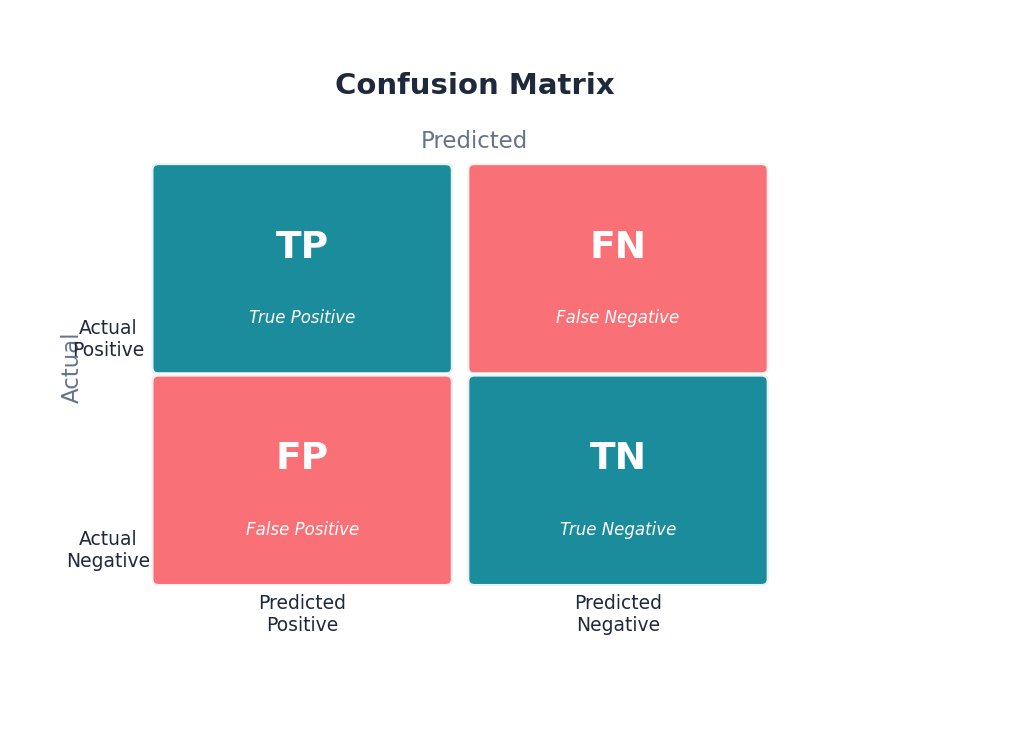 Confusion Matrix
Predicted
TP
True Positive
FN
False Negative
Actual
Actual
Positive
FP
False Positive
TN
True Negative
Actual
Negative
Predicted
Positive
Predicted
Negative